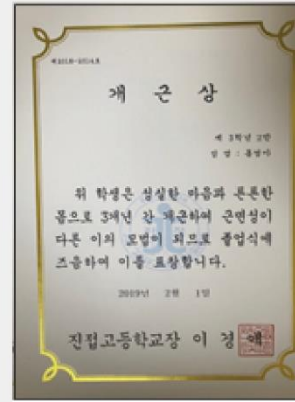 개 근 상
제 3학년 2반
성 명 :
위 학생은 성실한 마음과 튼튼한
몸으로 3개년 간 개근하여 근면성이
다른 이의 모범이 되므로 졸업식에
즈음하여 이를 표창합니다.
2019년 2월 1일
진접고등학교장 이 경